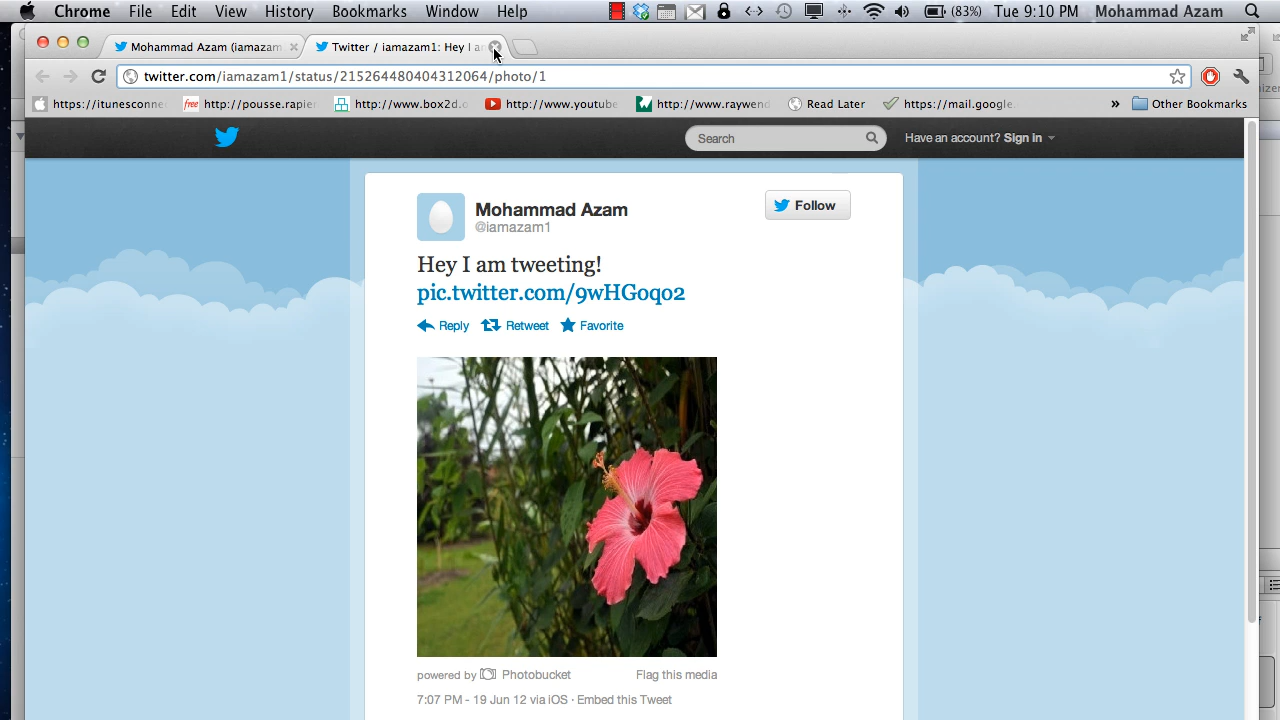 Chrome File Edit View History Bookmarks Window Help (83%) Tue 9:10 PM Mohammad Azam
Mohammad Azam (iamazam Twitter / iamazam1: Hey I a
twitter.com/iamazam1/status/215264480404312064/photo/1
https://itunesconne free http://pousse.rapier http://www.box2d.o http://www.youtube http://www.raywend Read Later https://mail.google. » Other Bookmarks
Search Have an account? Sign in
Mohammad Azam
Follow
@iamazam1
Hey I am tweeting!
pic.twitter.com/9wHGoqo2
Reply Retweet Favorite
powered by Photobucket Flag this media
7:07 PM - 19 Jun 12 via iOS · Embed this Tweet